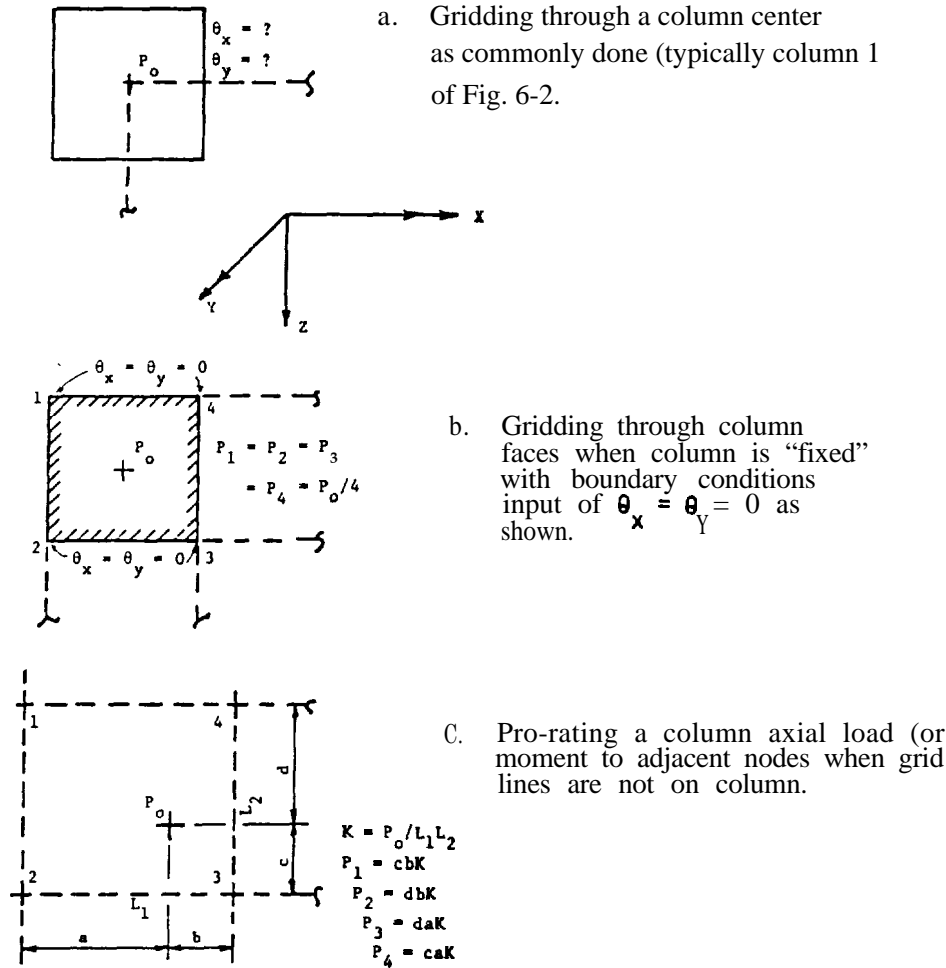 a. Gridding through a column center
as commonly done (typically column 1
of Fig. 6-2.
θx = ?
θy = ?
Po
X
Y
Z
θx = θy = 0
1
4
Po
P1 = P2 = P3
= P4 = Po/4
2
θx = θy = 0
3
b. Gridding through column
faces when column is “fixed”
with boundary conditions
input of θx = θY = 0 as
shown.
1
4
d
Po
L2
c
2
3
L1
a
b
K = Po/L1L2
P1 = cbK
P2 = dbK
P3 = daK
P4 = caK
C. Pro-rating a column axial load (or
moment to adjacent nodes when grid
lines are not on column.